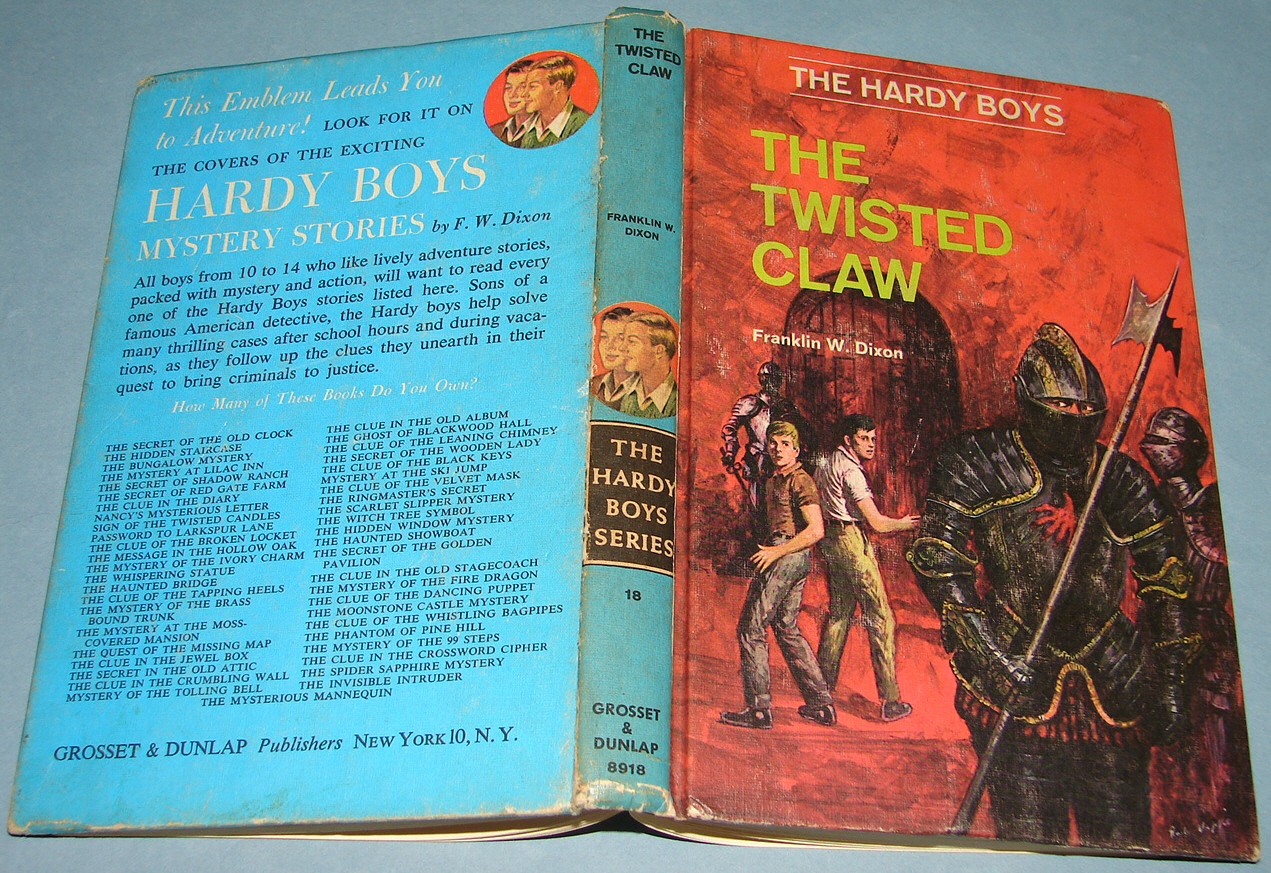 This Emblem Leads You
to Adventure! LOOK FOR IT ON
THE COVERS OF THE EXCITING
HARDY BOYS
MYSTERY STORIES by F. W. Dixon
All boys from 10 to 14 who like lively adventure stories,
packed with mystery and action, will want to read every
one of the Hardy Boys stories listed here. Sons of a
famous American detective, the Hardy boys help solve
many thrilling cases after school hours and during vaca-
tions, as they follow up the clues they unearth in their
quest to bring criminals to justice.
How Many of These Books Do You Own?
THE SECRET OF THE OLD CLOCK
THE HIDDEN STAIRCASE
THE BUNGALOW MYSTERY
THE MYSTERY AT LILAC INN
THE SECRET OF SHADOW RANCH
THE SECRET OF RED GATE FARM
THE CLUE IN THE DIARY
NANCY'S MYSTERIOUS LETTER
SIGN OF THE TWISTED CANDLES
PASSWORD TO LARKSPUR LANE
THE CLUE OF THE BROKEN LOCKET
THE MESSAGE IN THE HOLLOW OAK
THE MYSTERY OF THE IVORY CHARM
THE WHISPERING STATUE
THE HAUNTED BRIDGE
THE CLUE OF THE TAPPING HEELS
THE MYSTERY OF THE BRASS
BOUND TRUNK
THE MYSTERY AT THE MOSS-
COVERED MANSION
THE QUEST OF THE MISSING MAP
THE CLUE IN THE JEWEL BOX
THE SECRET IN THE OLD ATTIC
THE CLUE IN THE CRUMBLING WALL
MYSTERY OF THE TOLLING BELL
THE CLUE IN THE OLD ALBUM
THE GHOST OF BLACKWOOD HALL
THE CLUE OF THE LEANING CHIMNEY
THE SECRET OF THE WOODEN LADY
THE CLUE OF THE BLACK KEYS
MYSTERY AT THE SKI JUMP
THE CLUE OF THE VELVET MASK
THE RINGMASTER'S SECRET
THE SCARLET SLIPPER MYSTERY
THE WITCH TREE SYMBOL
THE HIDDEN WINDOW MYSTERY
THE HAUNTED SHOWBOAT
THE SECRET OF THE GOLDEN
PAVILION
THE CLUE IN THE OLD STAGECOACH
THE MYSTERY OF THE FIRE DRAGON
THE CLUE OF THE DANCING PUPPET
THE MOONSTONE CASTLE MYSTERY
THE CLUE OF THE WHISTLING BAGPIPES
THE PHANTOM OF PINE HILL
THE MYSTERY OF THE 99 STEPS
THE CLUE IN THE CROSSWORD CIPHER
THE SPIDER SAPPHIRE MYSTERY
THE INVISIBLE INTRUDER
THE MYSTERIOUS MANNEQUIN
GROSSET & DUNLAP Publishers NEW YORK 10, N. Y.
THE
TWISTED
CLAW
FRANKLIN W.
DIXON
THE
HARDY
BOYS
SERIES
18
GROSSET
&
DUNLAP
8918
THE HARDY BOYS
THE
TWISTED
CLAW
Franklin W. Dixon